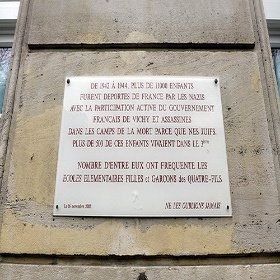 DE 1942 À 1944, PLUS DE 11000 ENFANTS
FURENT DÉPORTÉS DE FRANCE PAR LES NAZIS
AVEC LA PARTICIPATION ACTIVE DU GOUVERNEMENT
FRANÇAIS DE VICHY ET ASSASSINÉS
DANS LES CAMPS DE LA MORT PARCE QUE NÉS JUIFS.
PLUS DE 500 DE CES ENFANTS VIVAIENT DANS LE 3ème
NOMBRE D'ENTRE EUX ONT FRÉQUENTÉ LES
ÉCOLES ÉLÉMENTAIRES FILLES et GARÇONS des QUATRE-FILS.
NE LES OUBLIONS JAMAIS